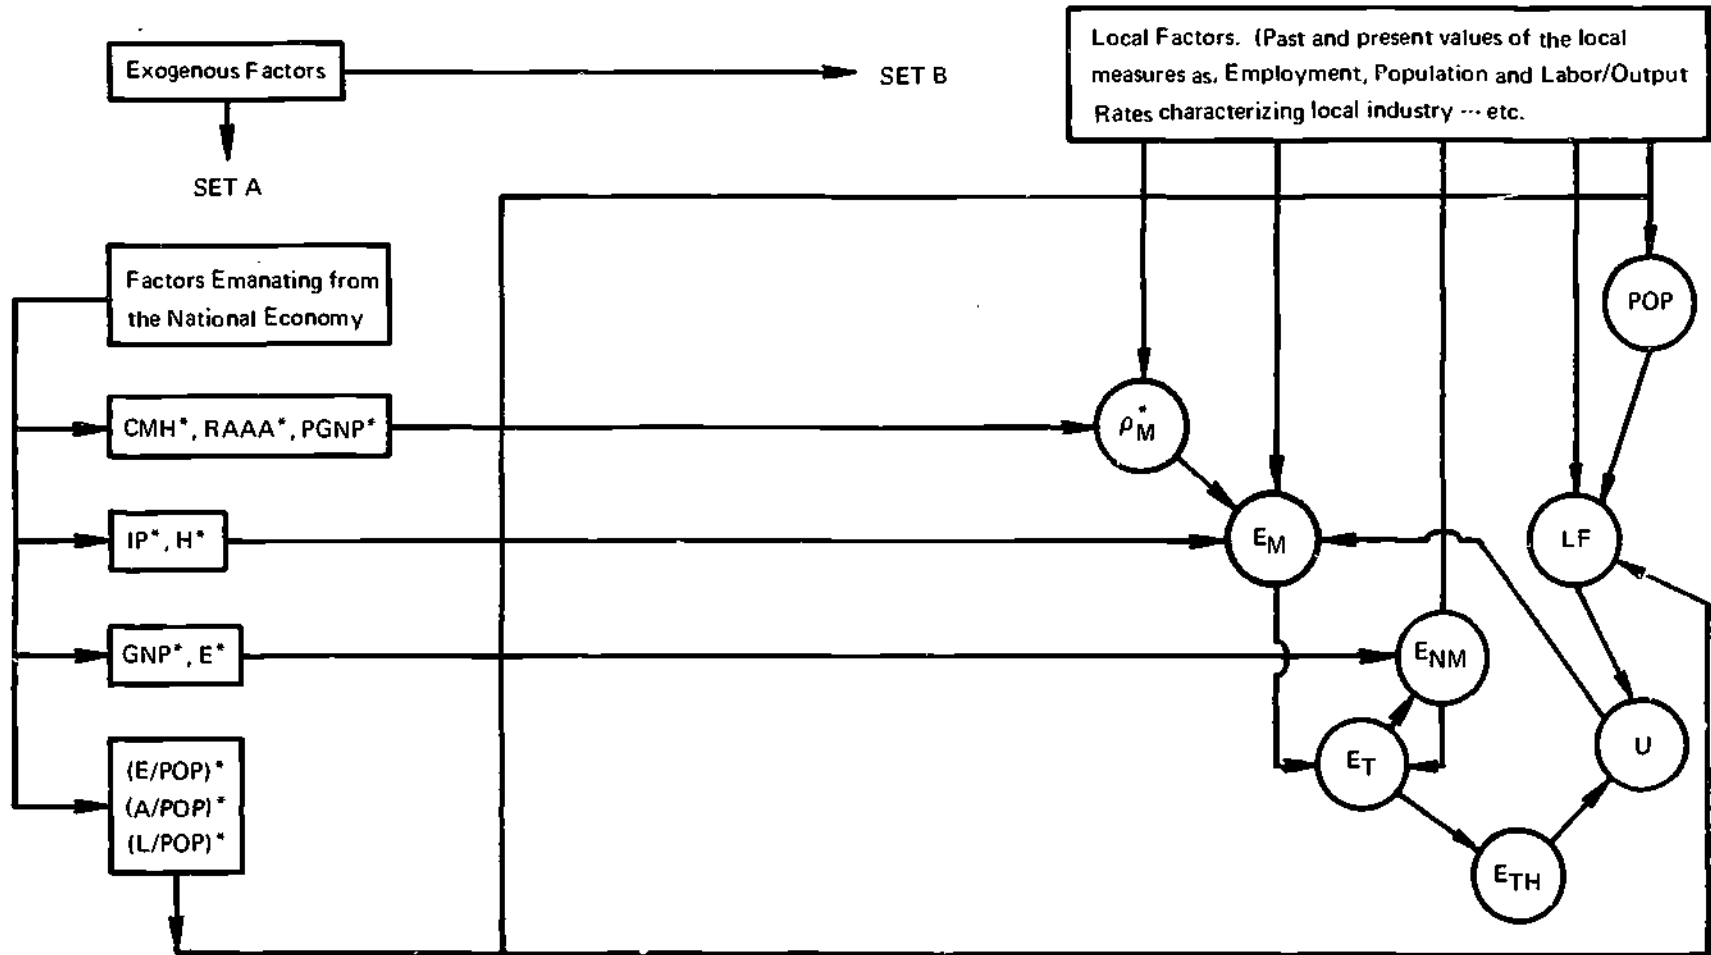 Exogenous Factors
SET B
SET A
Local Factors. (Past and present values of the local
measures as, Employment, Population and Labor/Output
Rates characterizing local industry --- etc.
Factors Emanating from
the National Economy
POP
CMH*, RAAA*, PGNP*
ρ*M
IP*, H*
EM
LF
GNP*, E*
ENM
(E/POP)*
(A/POP)*
(L/POP)*
ET
U
ETH